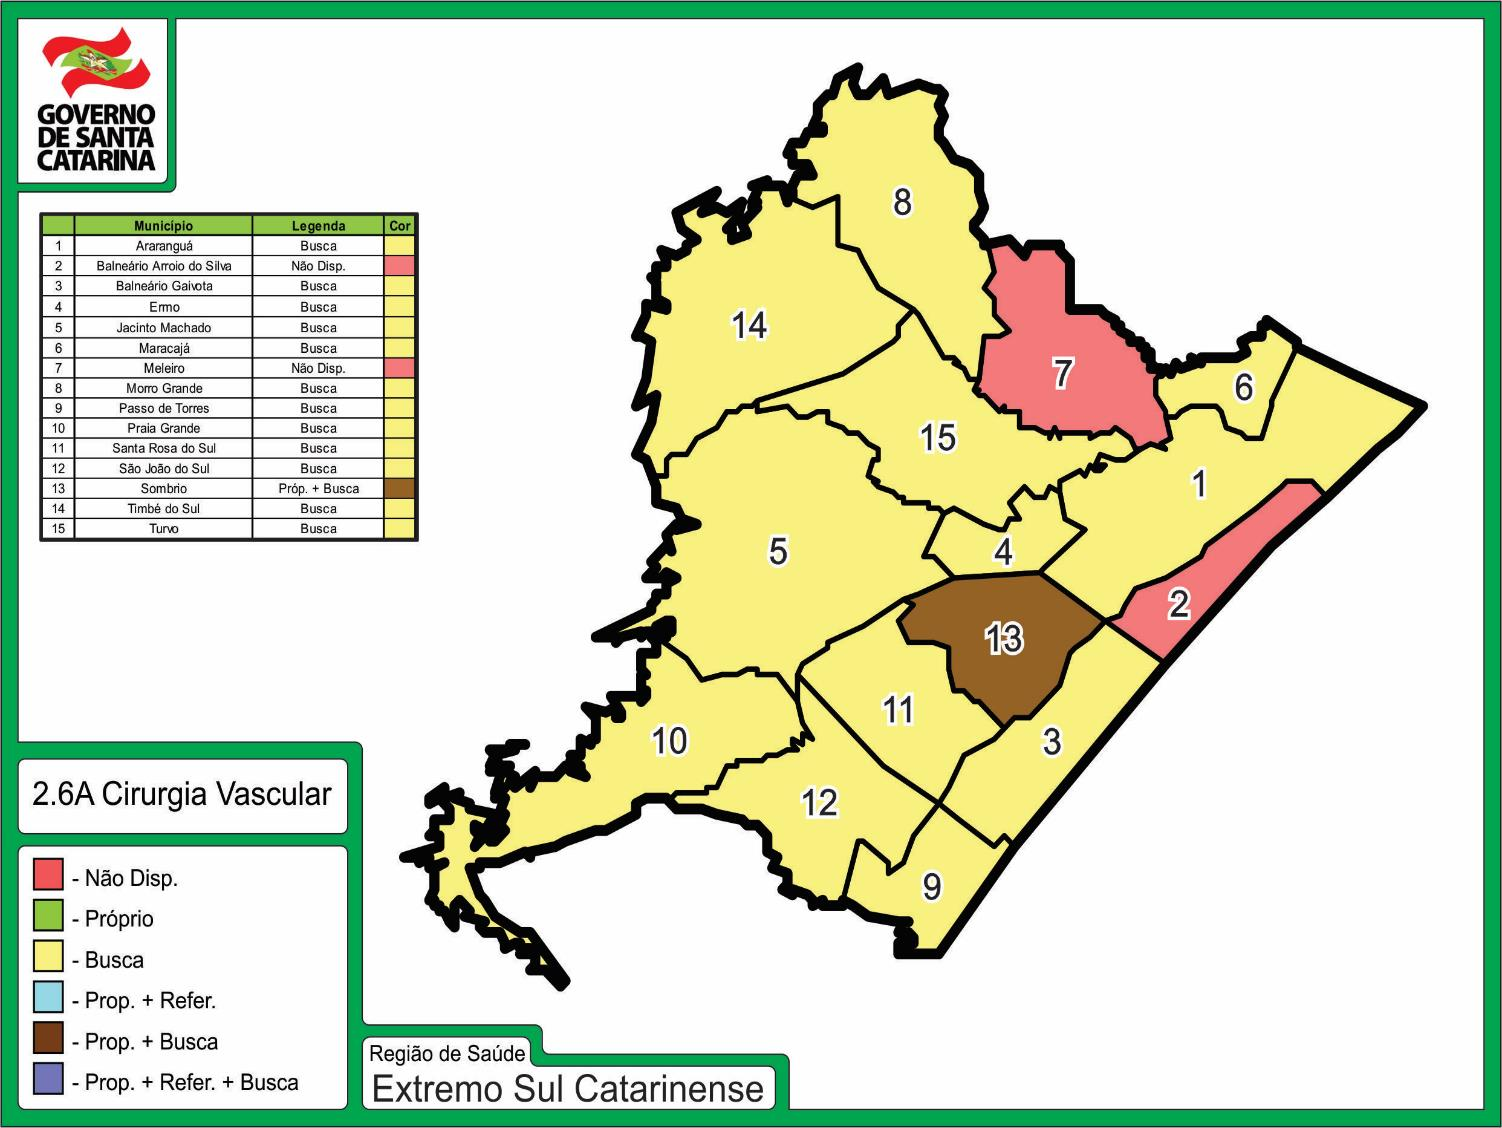 GOVERNO
DE SANTA
CATARINA
Município Legenda Cor
1 Araranguá Busca
2 Balneário Arroio do Silva Não Disp.
3 Balneário Gaivota Busca
4 Ermo Busca
5 Jacinto Machado Busca
6 Maracajá Busca
7 Meleiro Não Disp.
8 Morro Grande Busca
9 Passo de Torres Busca
10 Praia Grande Busca
11 Santa Rosa do Sul Busca
12 São João do Sul Busca
13 Sombrio Próp. + Busca
14 Timbé do Sul Busca
15 Turvo Busca
8
14
7
6
15
1
5
4
2
13
11
10
3
12
9
2.6A Cirurgia Vascular
- Não Disp.
- Próprio
- Busca
- Prop. + Refer.
- Prop. + Busca
- Prop. + Refer. + Busca
Região de Saúde
Extremo Sul Catarinense